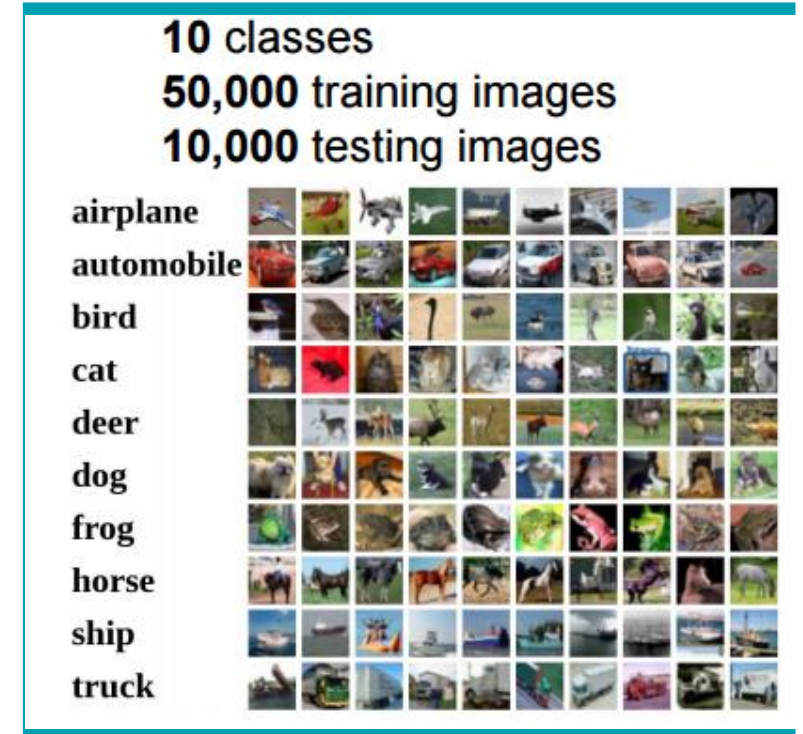 10 classes
50,000 training images
10,000 testing images
airplane
automobile
bird
cat
deer
dog
frog
horse
ship
truck